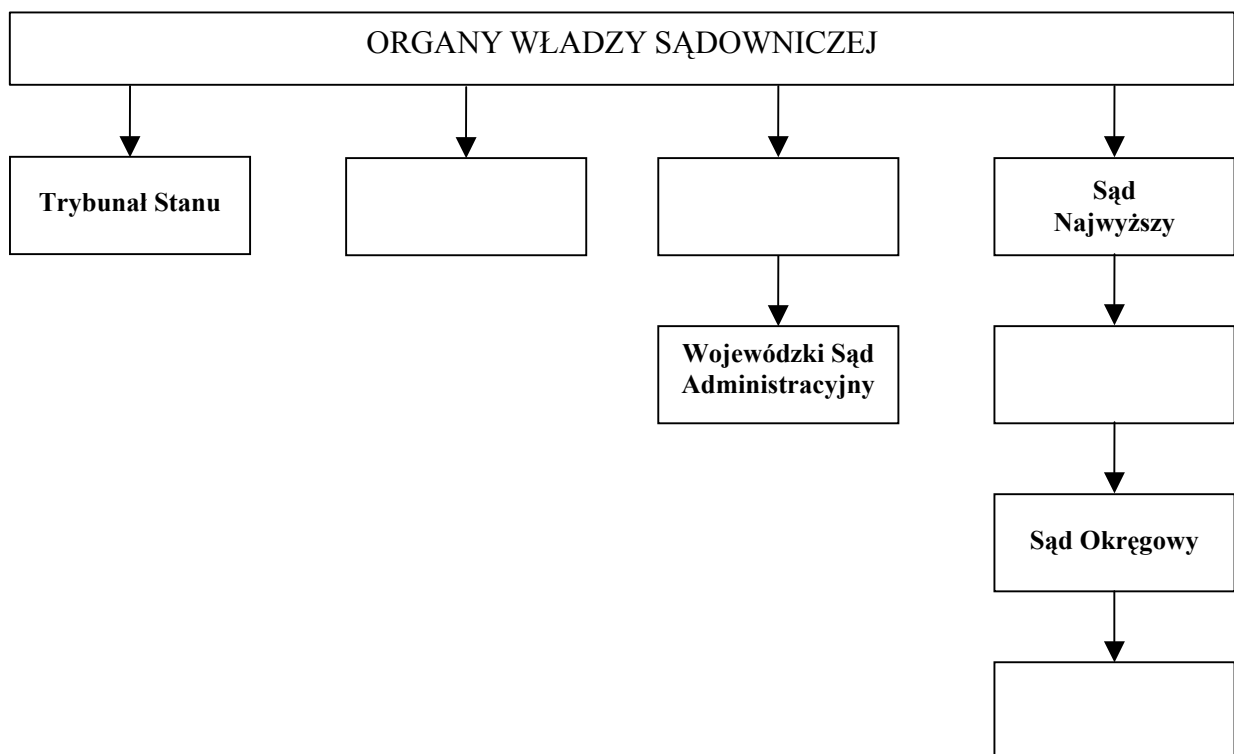 ORGANY WŁADZY SĄDOWNICZEJ
Trybunał Stanu
Sąd
Najwyższy
Wojewódzki Sąd
Administracyjny
Sąd Okręgowy